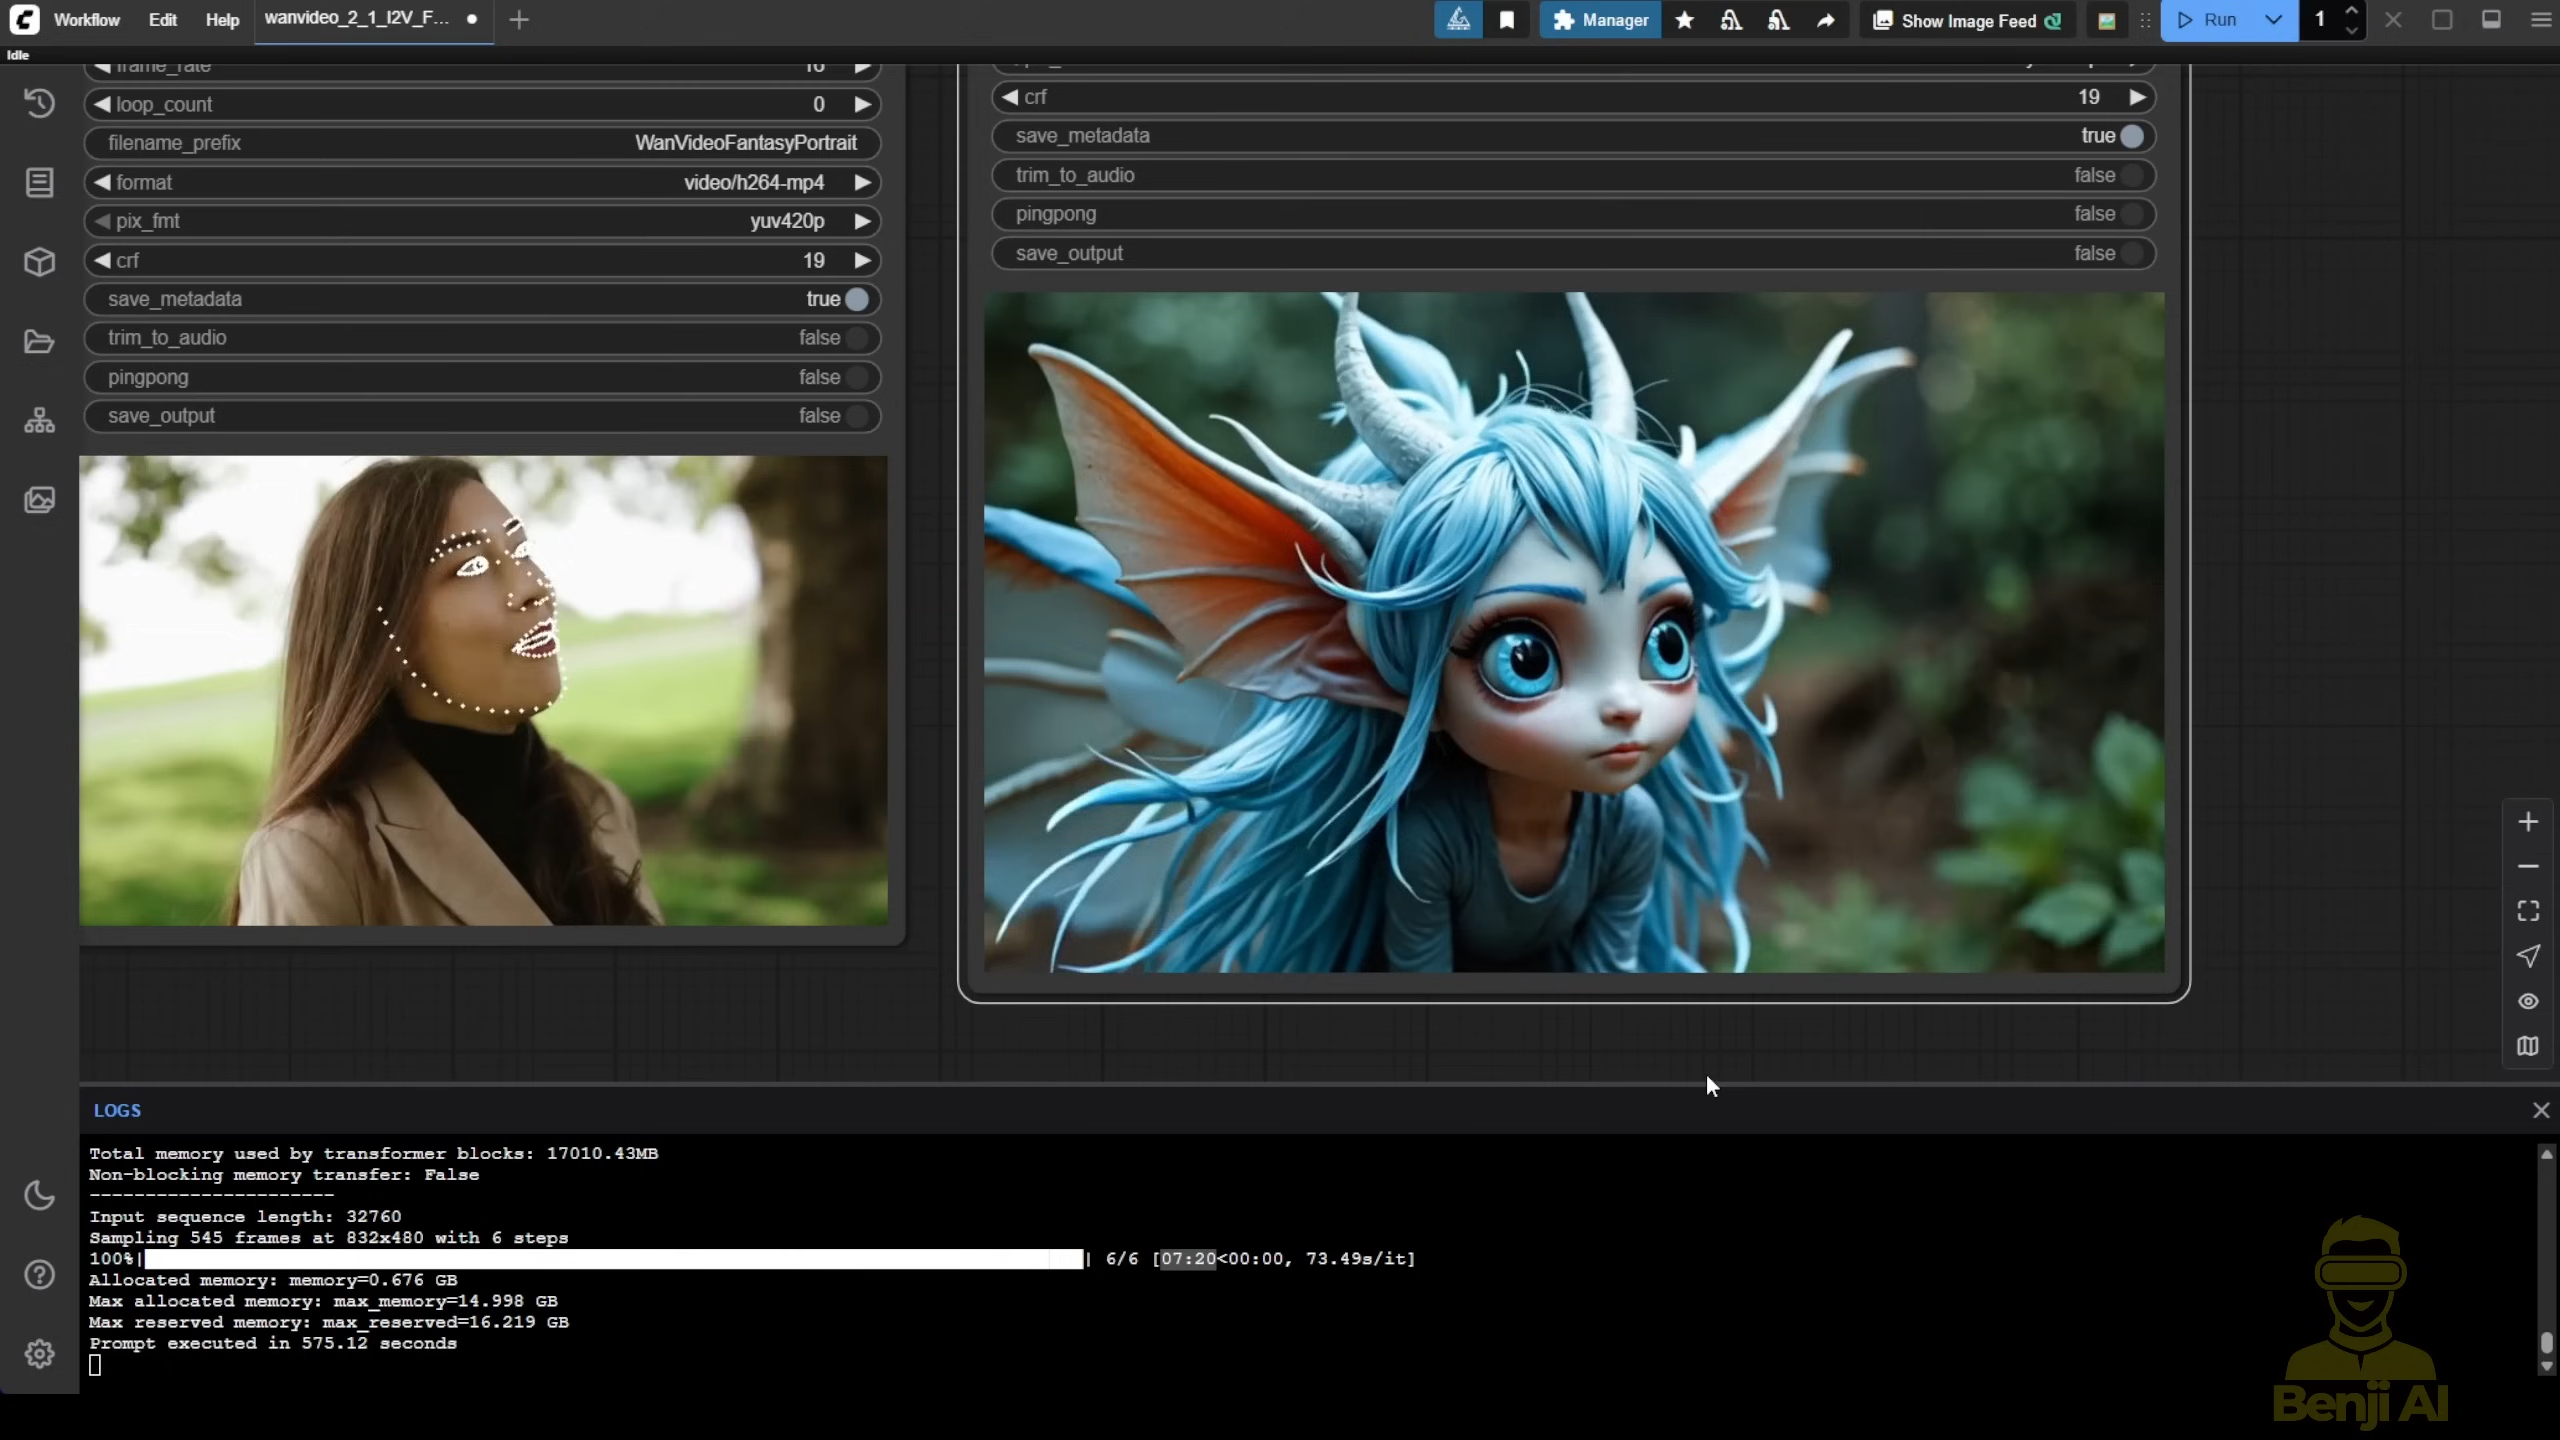 Workflow Edit Help wanvideo_2_1_I2V_F... Manager Show Image Feed Run 1
Idle
frame_rate 16
loop_count 0
filename_prefix WanVideoFantasyPortrait
format video/h264-mp4
pix_fmt yuv420p
crf 19
save_metadata true
trim_to_audio false
pingpong false
save_output false
crf 19
save_metadata true
trim_to_audio false
pingpong false
save_output false
LOGS
Total memory used by transformer blocks: 17010.43MB
Non-blocking memory transfer: False
----------------------
Input sequence length: 32760
Sampling 545 frames at 832x480 with 6 steps
100%| | 6/6 [07:20<00:00, 73.49s/it]
Allocated memory: memory=0.676 GB
Max allocated memory: max_memory=14.998 GB
Max reserved memory: max_reserved=16.219 GB
Prompt executed in 575.12 seconds
Benji AI